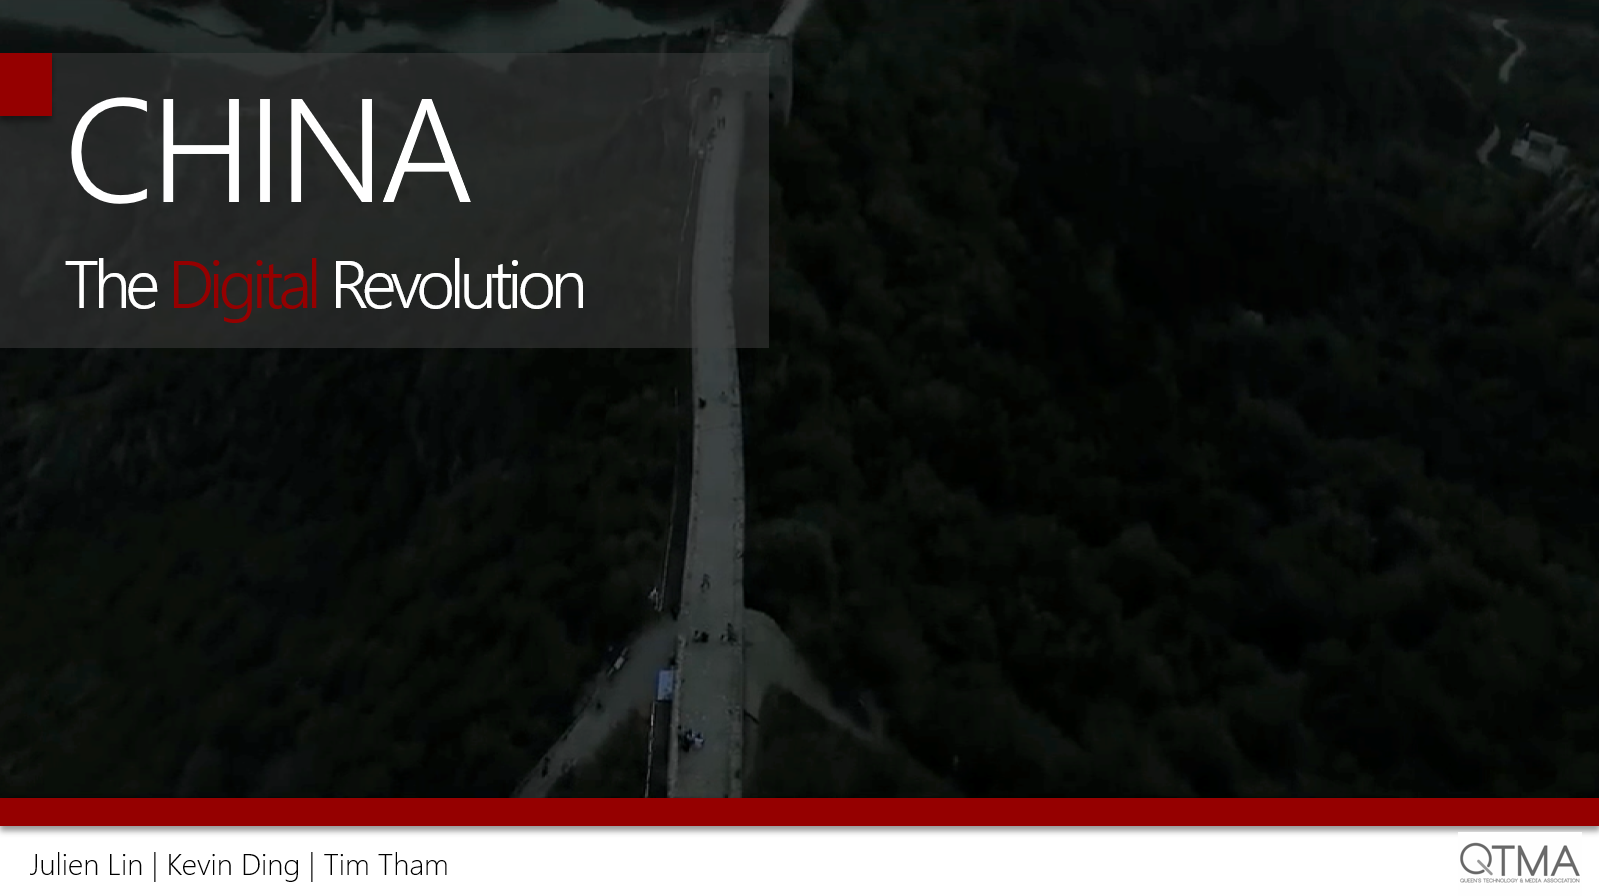 CHINA
The Digital Revolution
Julien Lin | Kevin Ding | Tim Tham
QTMA
QUEEN'S TECHNOLOGY & MEDIA ASSOCIATION